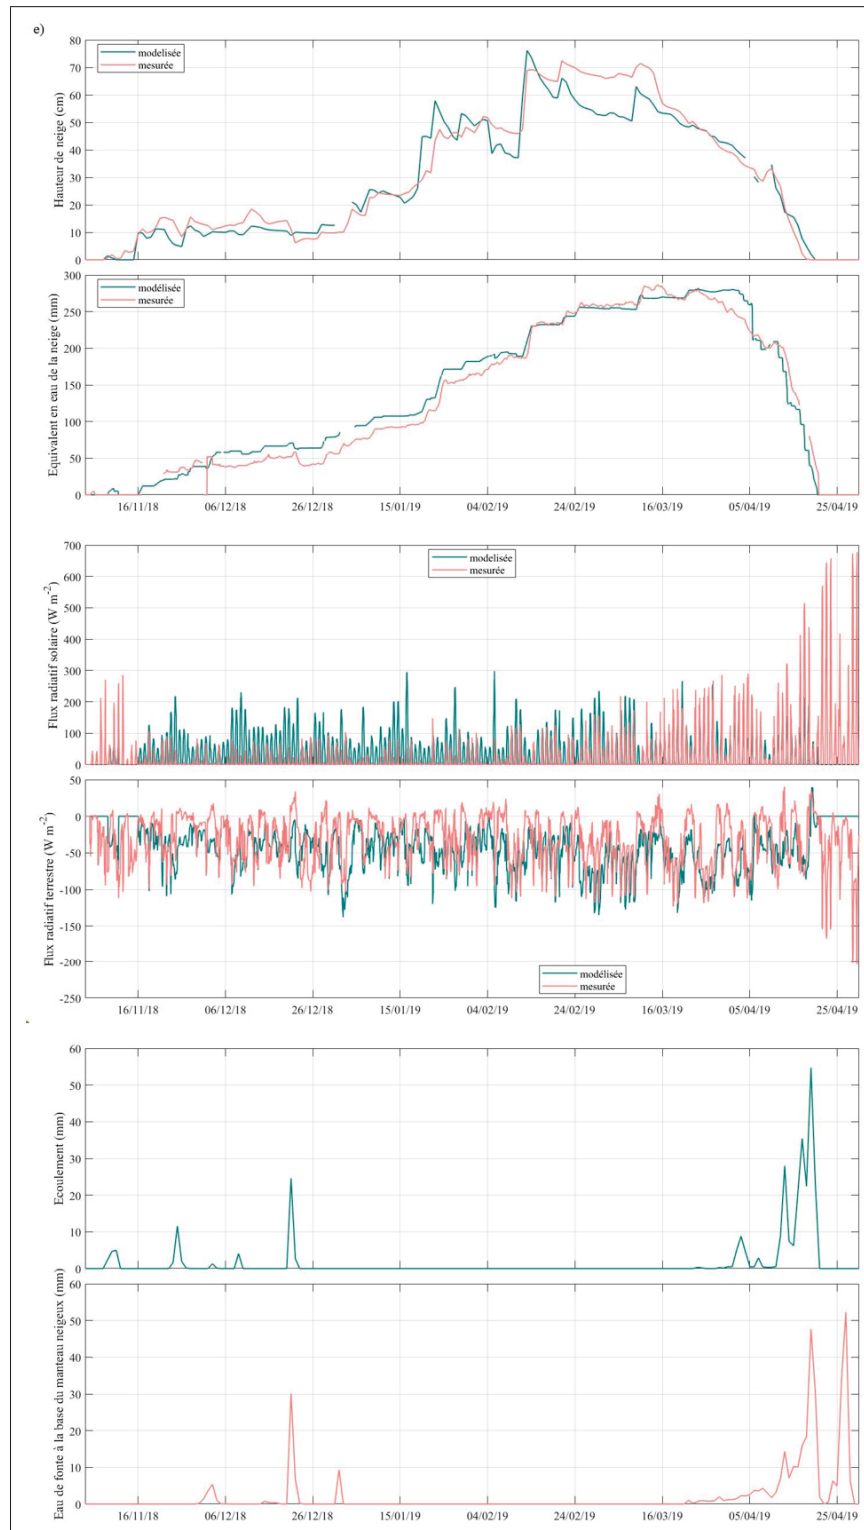 e)
80
70
60
50
40
30
20
10
0
Hauteur de neige (cm)
modelisée
mesurée
300
250
200
150
100
50
0
Equivalent en eau de la neige (mm)
modélisée
mesurée
16/11/18 06/12/18 26/12/18 15/01/19 04/02/19 24/02/19 16/03/19 05/04/19 25/04/19
700
600
500
400
300
200
100
0
Flux radiatif solaire (W m-2)
modelisée
mesurée
50
0
-50
-100
-150
-200
-250
Flux radiatif terrestre (W m-2)
modélisée
mesurée
16/11/18 06/12/18 26/12/18 15/01/19 04/02/19 24/02/19 16/03/19 05/04/19 25/04/19
60
50
40
30
20
10
0
Ecoulement (mm)
60
50
40
30
20
10
0
Eau de fonte à la base du manteau neigeux (mm)
16/11/18 06/12/18 26/12/18 15/01/19 04/02/19 24/02/19 16/03/19 05/04/19 25/04/19